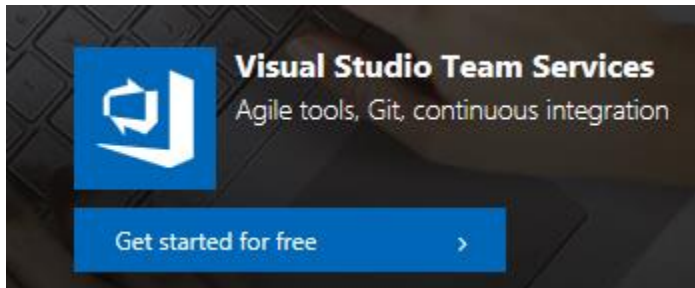 Visual Studio Team Services
Agile tools, Git, continuous integration
Get started for free